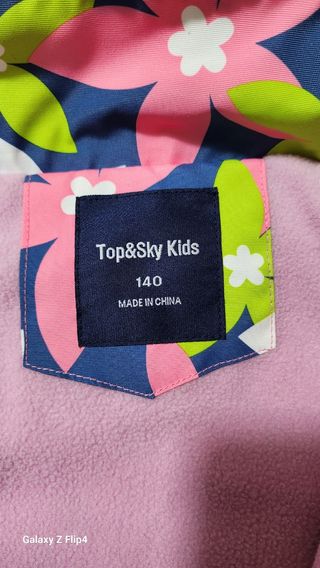 Top&Sky Kids
140
MADE IN CHINA
Galaxy Z Flip4